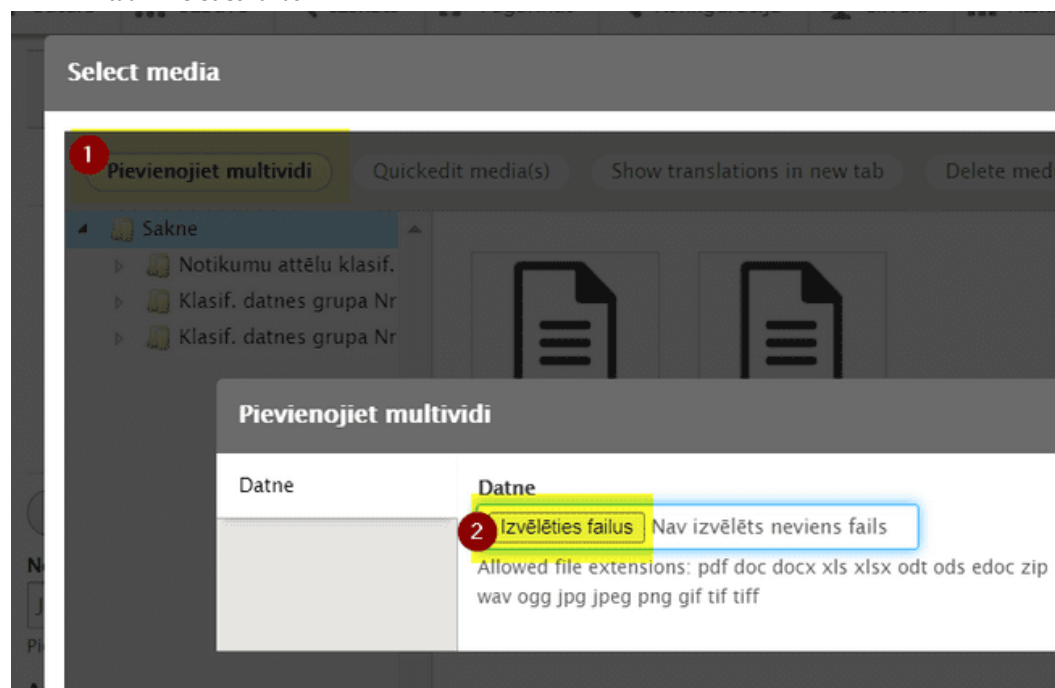 Select media
1
Pievienojiet multividi Quickedit media(s) Show translations in new tab Delete med
Sakne
Notikumu attēlu klasif.
Klasif. datnes grupa Nr
Klasif. datnes grupa Nr
Pievienojiet multividi
Datne
Datne
2 Izvēlēties failus Nav izvēlēts neviens fails
Allowed file extensions: pdf doc docx xls xlsx odt ods edoc zip
wav ogg jpg jpeg png gif tif tiff